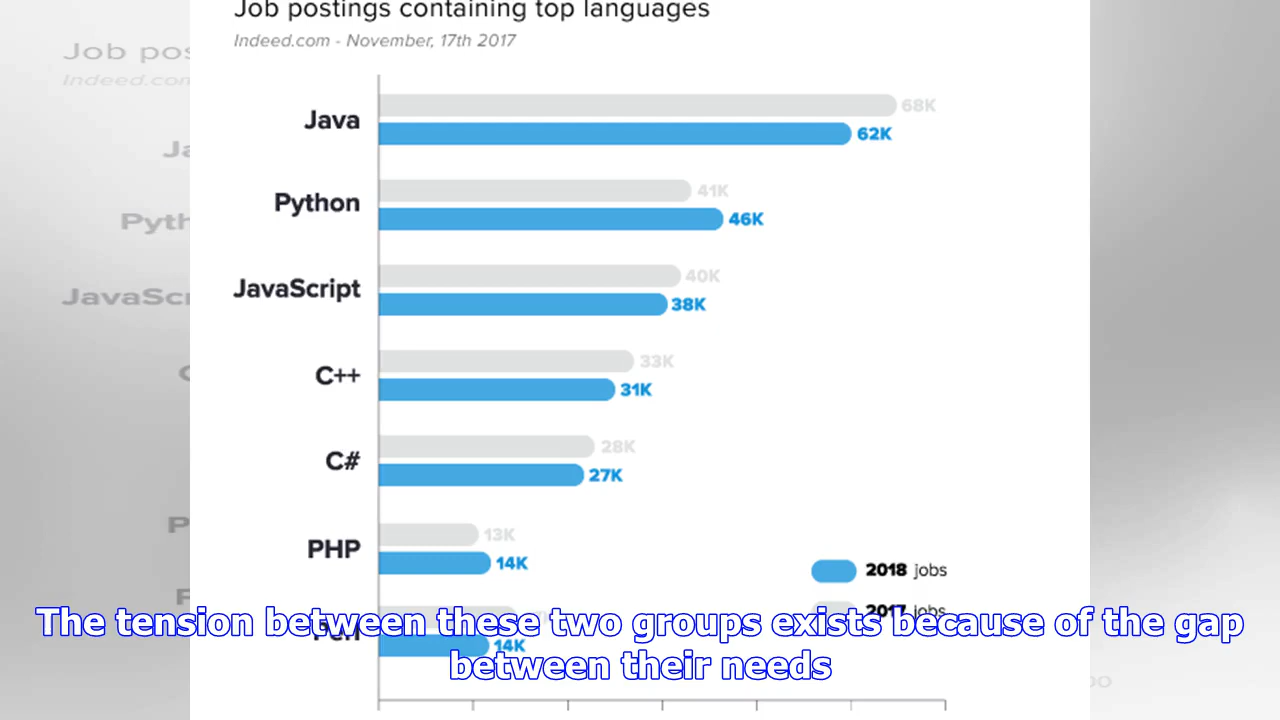 Job postings containing top languages
Indeed.com - November, 17th 2017
Java
68K
62K
Python
41K
46K
JavaScript
40K
38K
C++
33K
31K
C#
28K
27K
PHP
13K
14K
2018 jobs
2017 jobs
14K
The tension between these two groups exists because of the gap
between their needs